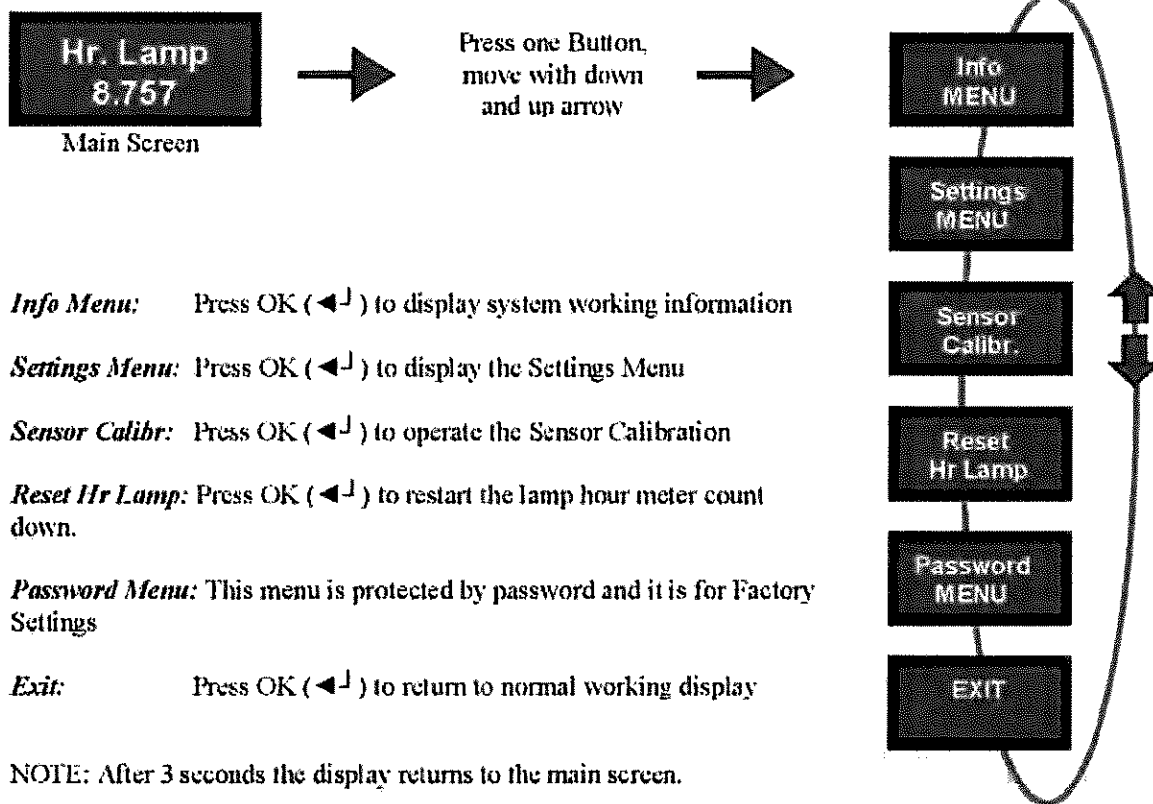 Hr. Lamp
8.757
Main Screen
Press one Button,
move with down
and up arrow
Info
MENU
Settings
MENU
Sensor
Calibr.
Reset
Hr Lamp
Password
MENU
EXIT
Info Menu: Press OK (◄┘) to display system working information
Settings Menu: Press OK (◄┘) to display the Settings Menu
Sensor Calibr: Press OK (◄┘) to operate the Sensor Calibration
Reset Hr Lamp: Press OK (◄┘) to restart the lamp hour meter count
down.
Password Menu: This menu is protected by password and it is for Factory
Settings
Exit: Press OK (◄┘) to return to normal working display
NOTE: After 3 seconds the display returns to the main screen.